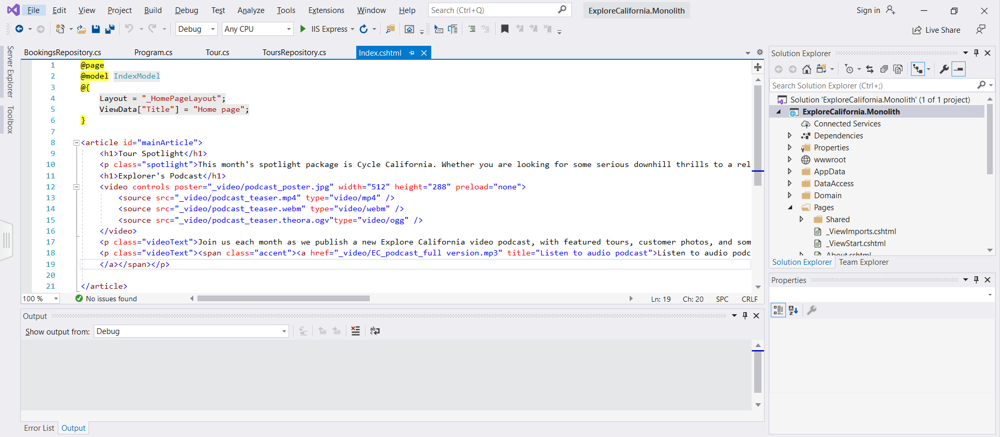 File Edit View Project Build Debug Test Analyze Tools Extensions Window Help Search (Ctrl+Q) ExploreCalifornia.Monolith Sign in
Debug Any CPU IIS Express Live Share
Server Explorer
Toolbox
BookingsRepository.cs Program.cs Tour.cs ToursRepository.cs Index.cshtml
1 @page
2 @model IndexModel
3 @{
4 Layout = "_HomePageLayout";
5 ViewData["Title"] = "Home page";
6 }
7
8 <article id="mainArticle">
9 <h1>Tour Spotlight</h1>
10 <p class="spotlight">This month's spotlight package is Cycle California. Whether you are looking for some serious downhill thrills to a rel
11 <h1>Explorer's Podcast</h1>
12 <video controls poster="_video/podcast_poster.jpg" width="512" height="288" preload="none">
13 <source src="_video/podcast_teaser.mp4" type="video/mp4" />
14 <source src="_video/podcast_teaser.webm" type="video/webm" />
15 <source src="_video/podcast_teaser.theora.ogv"type="video/ogg" />
16 </video>
17 <p class="videoText">Join us each month as we publish a new Explore California video podcast, with featured tours, customer photos, and som
18 <p class="videoText"><span class="accent"><a href="_video/EC_podcast_full version.mp3" title="Listen to audio podcast">Listen to audio podc
19 </a></span></p>
20
21 </article>
100 % No issues found Ln: 19 Ch: 20 SPC CRLF
Output
Show output from: Debug
Error List Output
Solution Explorer
Search Solution Explorer (Ctrl+;)
Solution 'ExploreCalifornia.Monolith' (1 of 1 project)
ExploreCalifornia.Monolith
Connected Services
Dependencies
Properties
wwwroot
AppData
DataAccess
Domain
Pages
Shared
_ViewImports.cshtml
_ViewStart.cshtml
About.cshtml
Solution Explorer Team Explorer
Properties